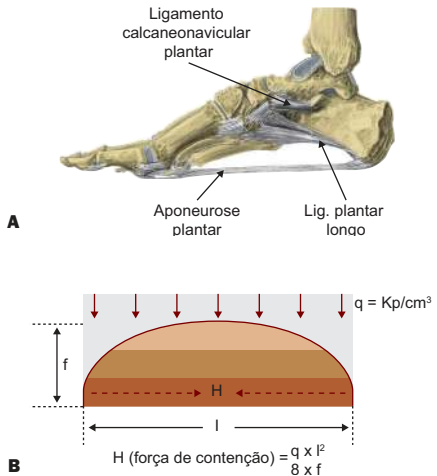 Ligamento
calcaneonavicular
plantar
Aponeurose
plantar
Lig. plantar
longo
A
q = Kp/cm³
f
H
l
H (força de contenção) = q x l²
8 x f
B